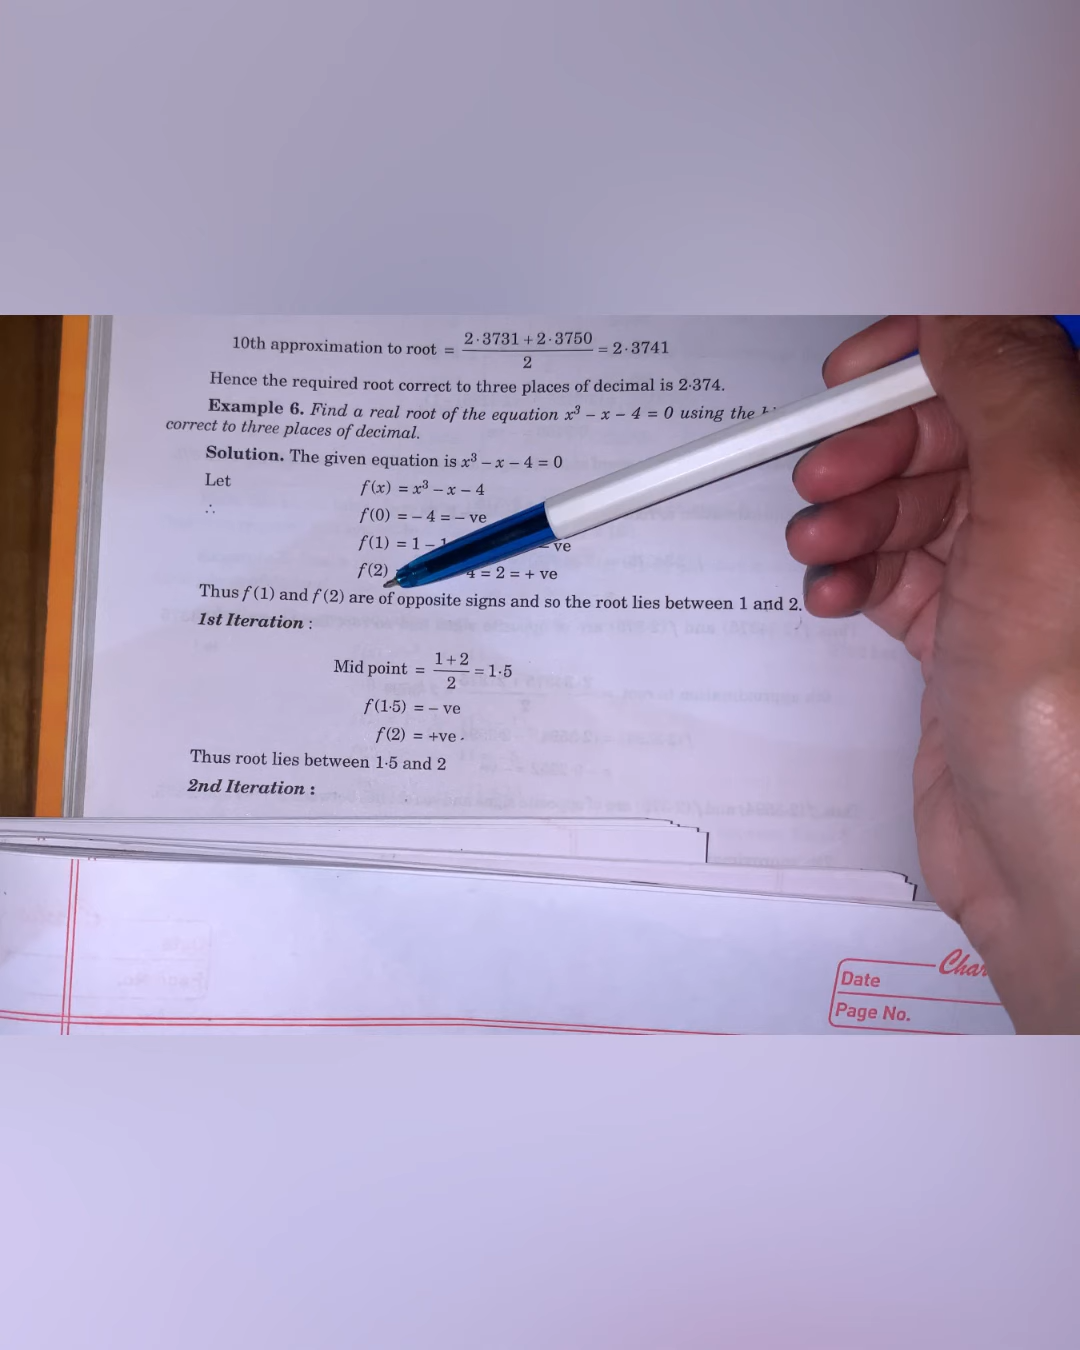 10th approximation to root = (2·3731 + 2·3750)/2 = 2·3741
Hence the required root correct to three places of decimal is 2·374.
Example 6. Find a real root of the equation x³ – x – 4 = 0 using the
correct to three places of decimal.
Solution. The given equation is x³ – x – 4 = 0
Let f(x) = x³ – x – 4
∴ f(0) = – 4 = – ve
f(1) = 1 – ve
f(2) 4 = 2 = + ve
Thus f(1) and f(2) are of opposite signs and so the root lies between 1 and 2.
1st Iteration :
Mid point = (1+2)/2 = 1·5
f(1·5) = – ve
f(2) = +ve .
Thus root lies between 1·5 and 2
2nd Iteration :
Date
Page No.